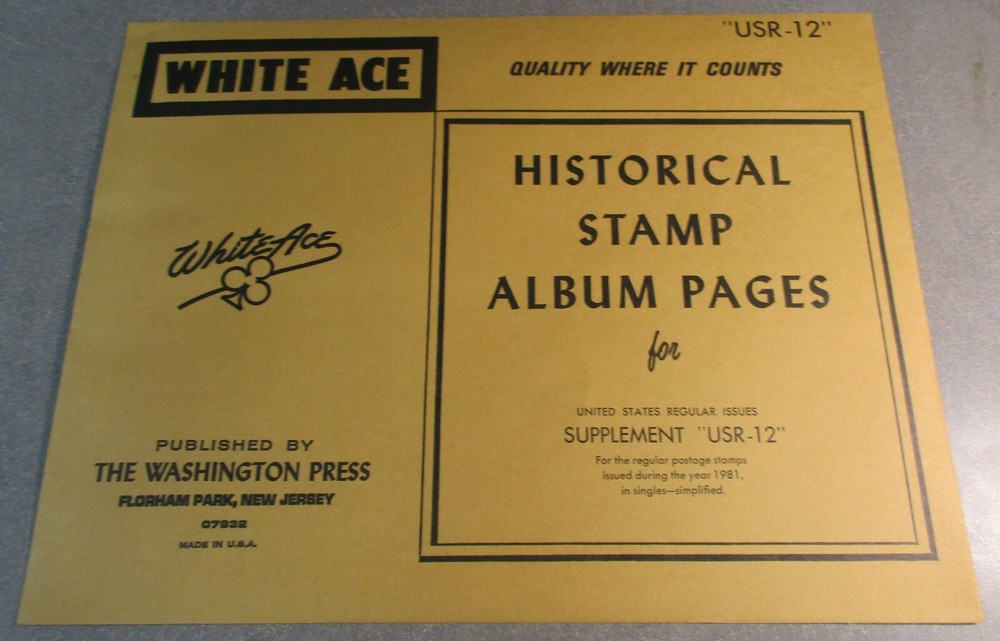 "USR-12"
WHITE ACE
QUALITY WHERE IT COUNTS
HISTORICAL
STAMP
ALBUM PAGES
for
UNITED STATES REGULAR ISSUES
SUPPLEMENT "USR-12"
For the regular postage stamps
issued during the year 1981,
in singles—simplified.
White Ace
PUBLISHED BY
THE WASHINGTON PRESS
FLORHAM PARK, NEW JERSEY
07932
MADE IN U.S.A.